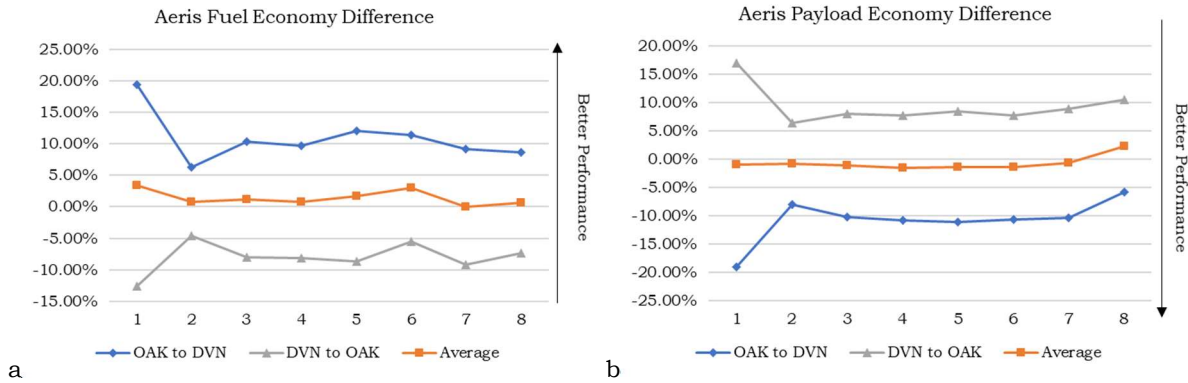 Aeris Fuel Economy Difference
25.00%
20.00%
15.00%
10.00%
5.00%
0.00%
-5.00%
-10.00%
-15.00%
1 2 3 4 5 6 7 8
OAK to DVN DVN to OAK Average
Better Performance
a
Aeris Payload Economy Difference
20.00%
15.00%
10.00%
5.00%
0.00%
-5.00%
-10.00%
-15.00%
-20.00%
-25.00%
1 2 3 4 5 6 7 8
OAK to DVN DVN to OAK Average
Better Performance
b